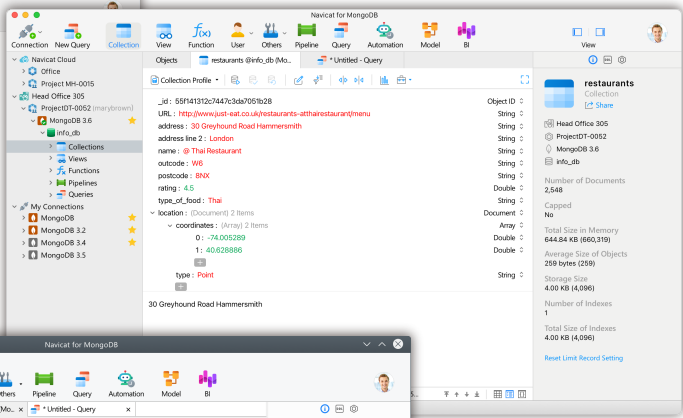 Navicat for MongoDB
Connection
New Query
Collection
View
Function
User
Others
Pipeline
Query
Automation
Model
BI
View
Navicat Cloud
Office
Project MH-0015
Head Office 305
ProjectDT-0052 (marybrown)
MongoDB 3.6
info_db
Collections
Views
Functions
Pipelines
Queries
My Connections
MongoDB
MongoDB 3.2
MongoDB 3.4
MongoDB 3.5
Objects
restaurants @info_db (Mo...
* Untitled - Query
Collection Profile
_id : 55f141312c7447c3da7051b28 Object ID
URL : http://www.just-eat.co.uk/restaurants-atthairestaurant/menu String
address : 30 Greyhound Road Hammersmith String
address line 2 : London String
name : @ Thai Restaurant String
outcode : W6 String
postcode : 8NX String
rating : 4.5 Double
type_of_food : Thai String
location : (Document) 2 Items Document
coordinates : (Array) 2 Items Array
0 : -74.005289 Double
1 : 40.628886 Double
type : Point String
30 Greyhound Road Hammersmith
restaurants
Collection
Share
Head Office 305
ProjectDT-0052
MongoDB 3.6
info_db
Number of Documents
2,548
Capped
No
Total Size in Memory
644.84 KB (660,319)
Average Size of Objects
259 bytes (259)
Storage Size
4.00 KB (4,096)
Number of Indexes
1
Total Size of Indexes
4.00 KB (4,096)
Reset Limit Record Setting
Navicat for MongoDB
thers
Pipeline
Query
Automation
Model
BI
(Mo... ×
* Untitled - Query ×